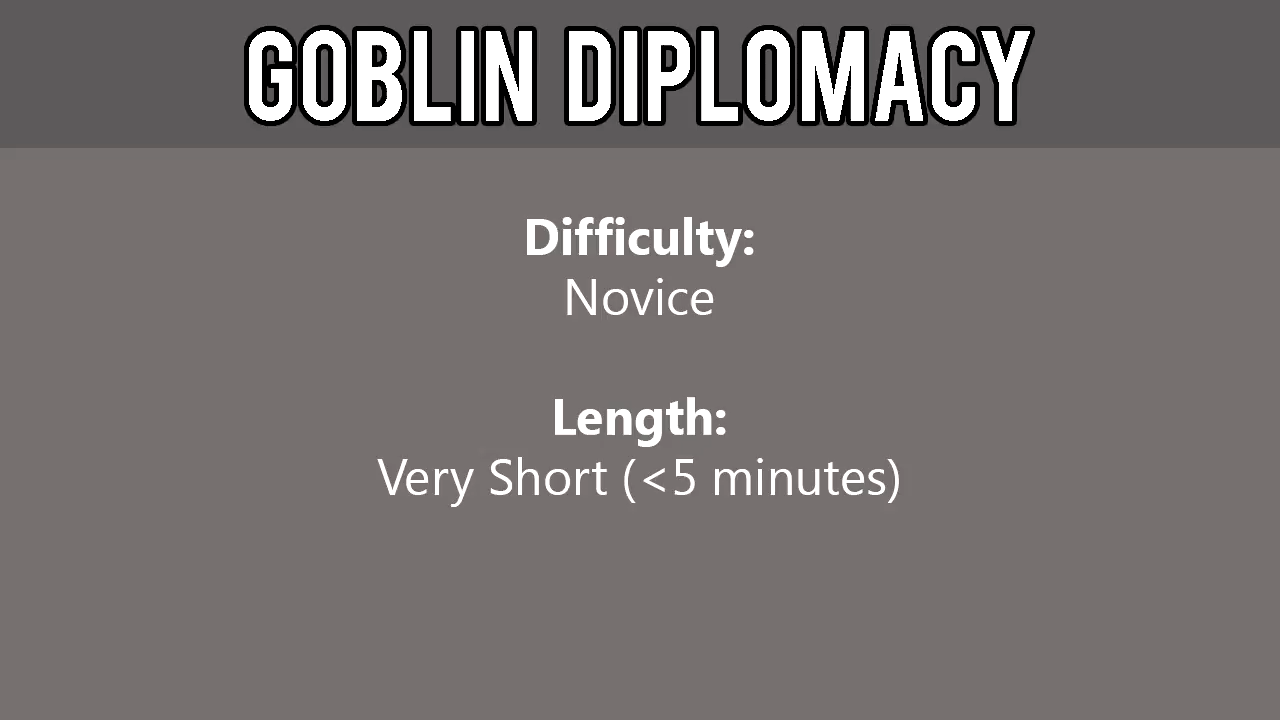 GOBLIN DIPLOMACY
Difficulty:
Novice
Length:
Very Short (<5 minutes)